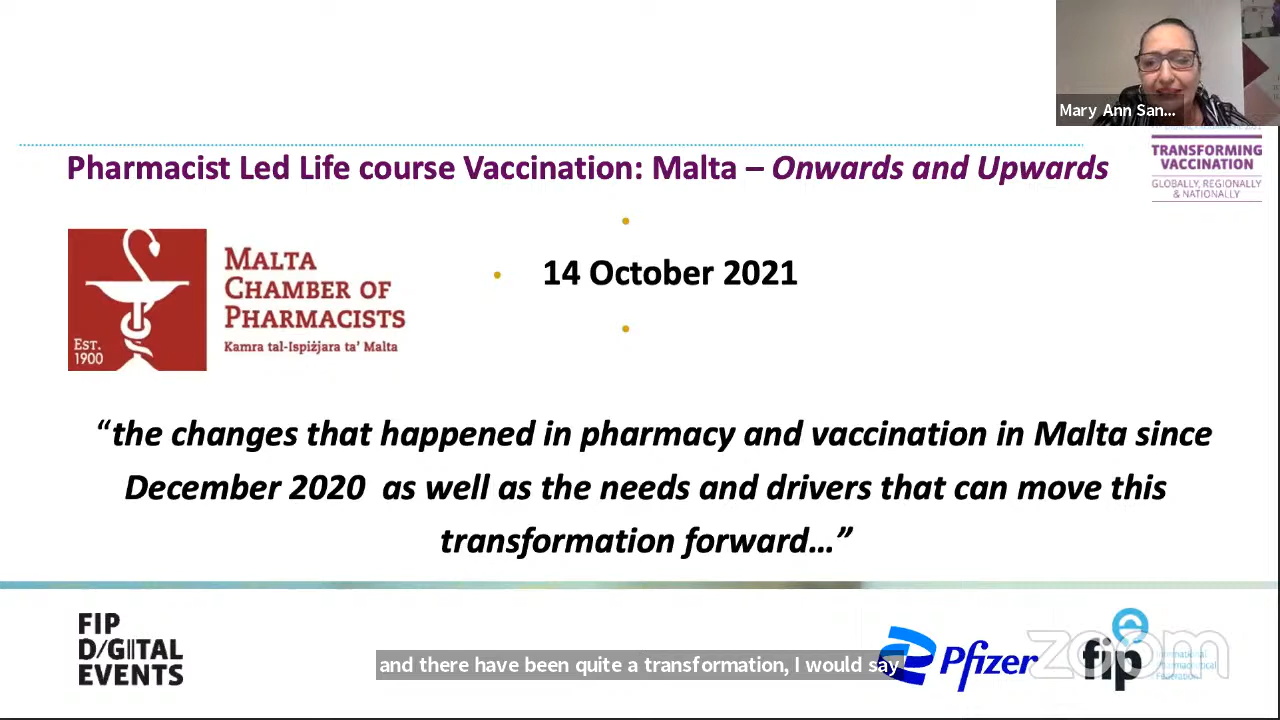 Mary Ann San...
TRANSFORMING
VACCINATION
GLOBALLY, REGIONALLY
& NATIONALLY
Pharmacist Led Life course Vaccination: Malta – Onwards and Upwards
14 October 2021
MALTA
CHAMBER OF
PHARMACISTS
Kamra tal-Ispiżjara ta' Malta
EST.
1900
“the changes that happened in pharmacy and vaccination in Malta since
December 2020 as well as the needs and drivers that can move this
transformation forward…”
FIP
D/G/TAL
EVENTS
and there have been quite a transformation, I would say
Pfizer
fip
International
Pharmaceutical
Federation
zoom